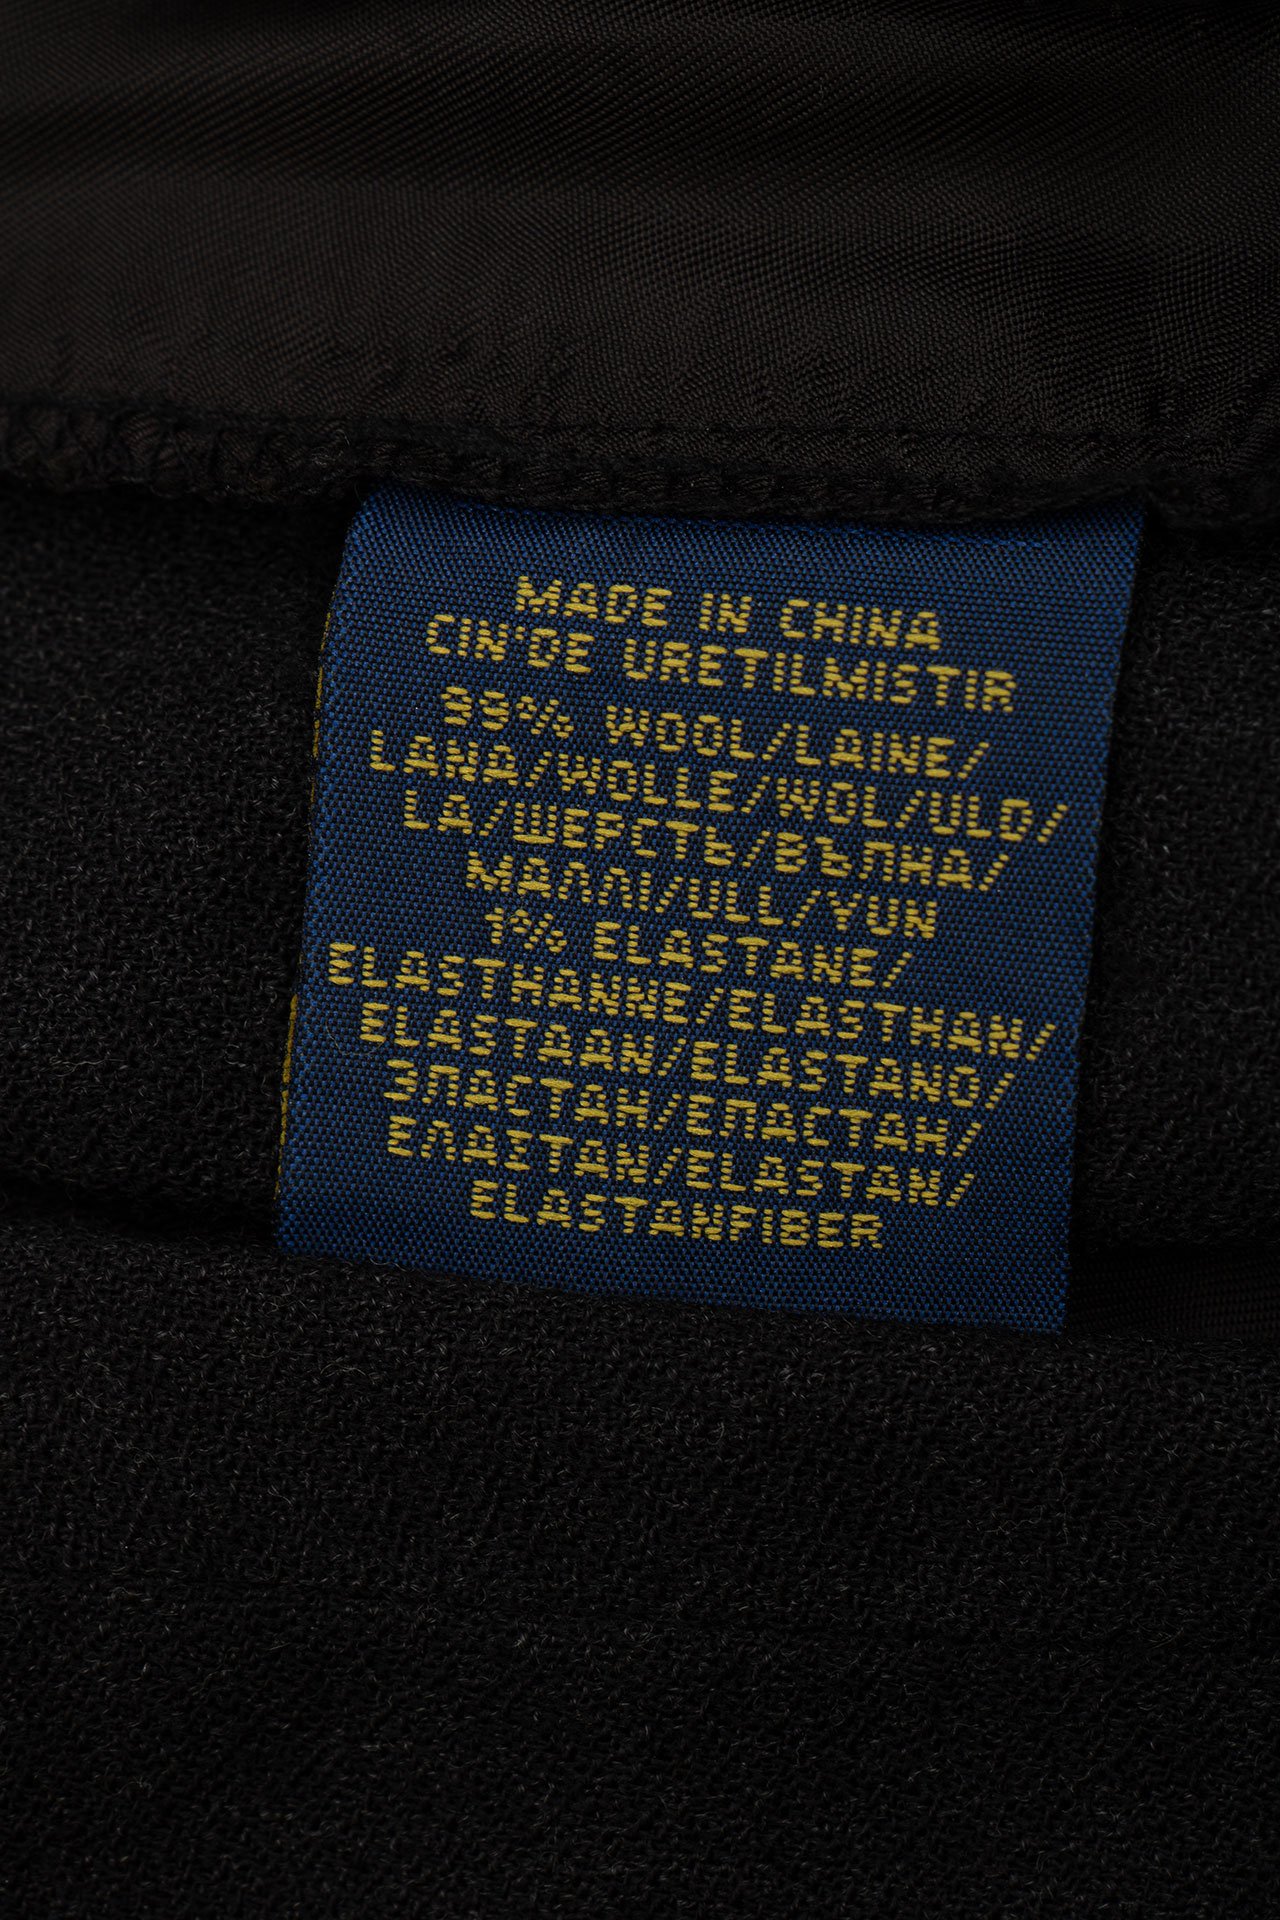 MADE IN CHINA
CIN'DE URETILMISTIR
99% WOOL/LAINE/
LANA/WOLLE/WOL/ULD/
LÃ/ШЕРСТЬ/ВЪЛНА/
ΜΑΛΛΙ/ULL/YUN
1% ELASTANE/
ELASTHANNE/ELASTHAN/
ELASTAAN/ELASTANO/
ЭЛАСТАН/ЕЛАСТАН/
ΕΛΑΣΤΑΝ/ELASTAN/
ELASTANFIBER